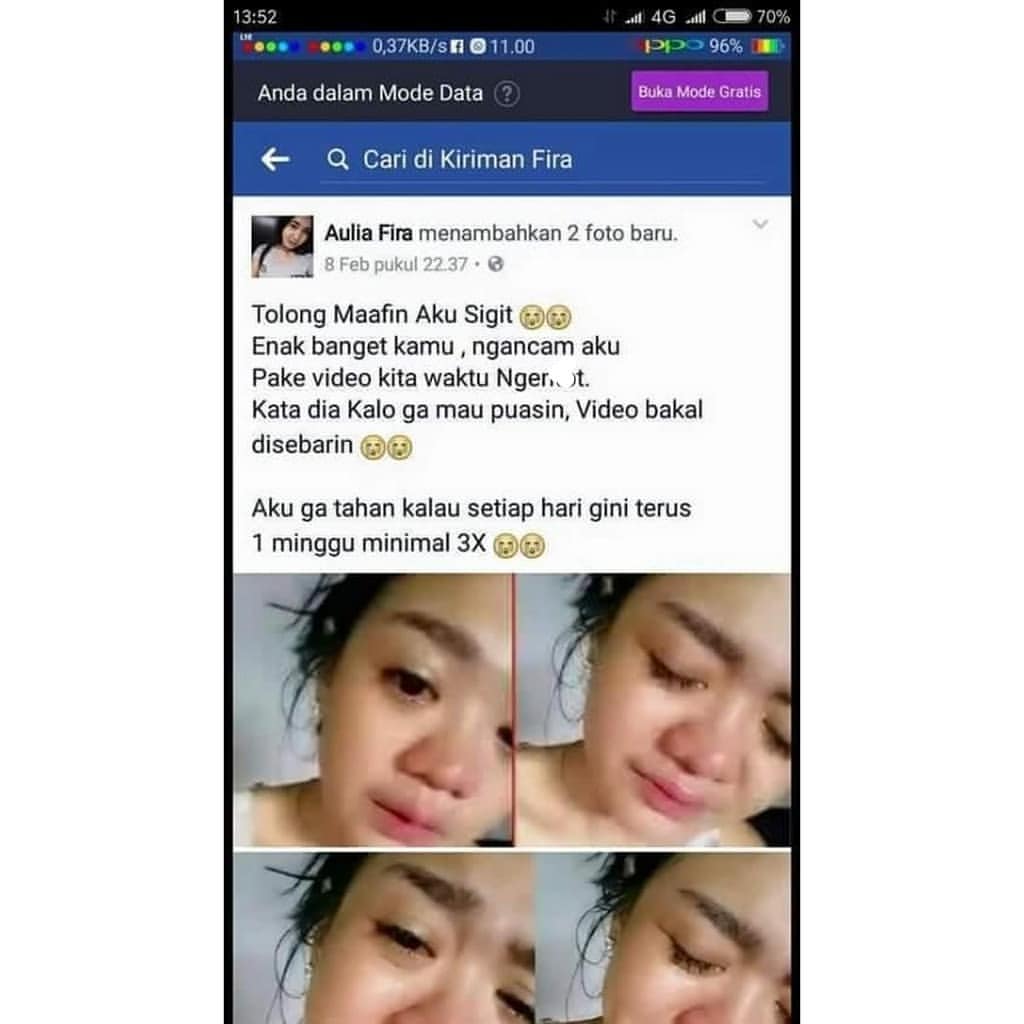 13:52
4G 70%
LTE 0,37KB/s 11.00 oppo 96%
Anda dalam Mode Data ? Buka Mode Gratis
Cari di Kiriman Fira
Aulia Fira menambahkan 2 foto baru.
8 Feb pukul 22.37 •
Tolong Maafin Aku Sigit 😭😭
Enak banget kamu , ngancam aku
Pake video kita waktu
Kata dia Kalo ga mau puasin, Video bakal
disebarin 😭😭
Aku ga tahan kalau setiap hari gini terus
1 minggu minimal 3X 😭😭